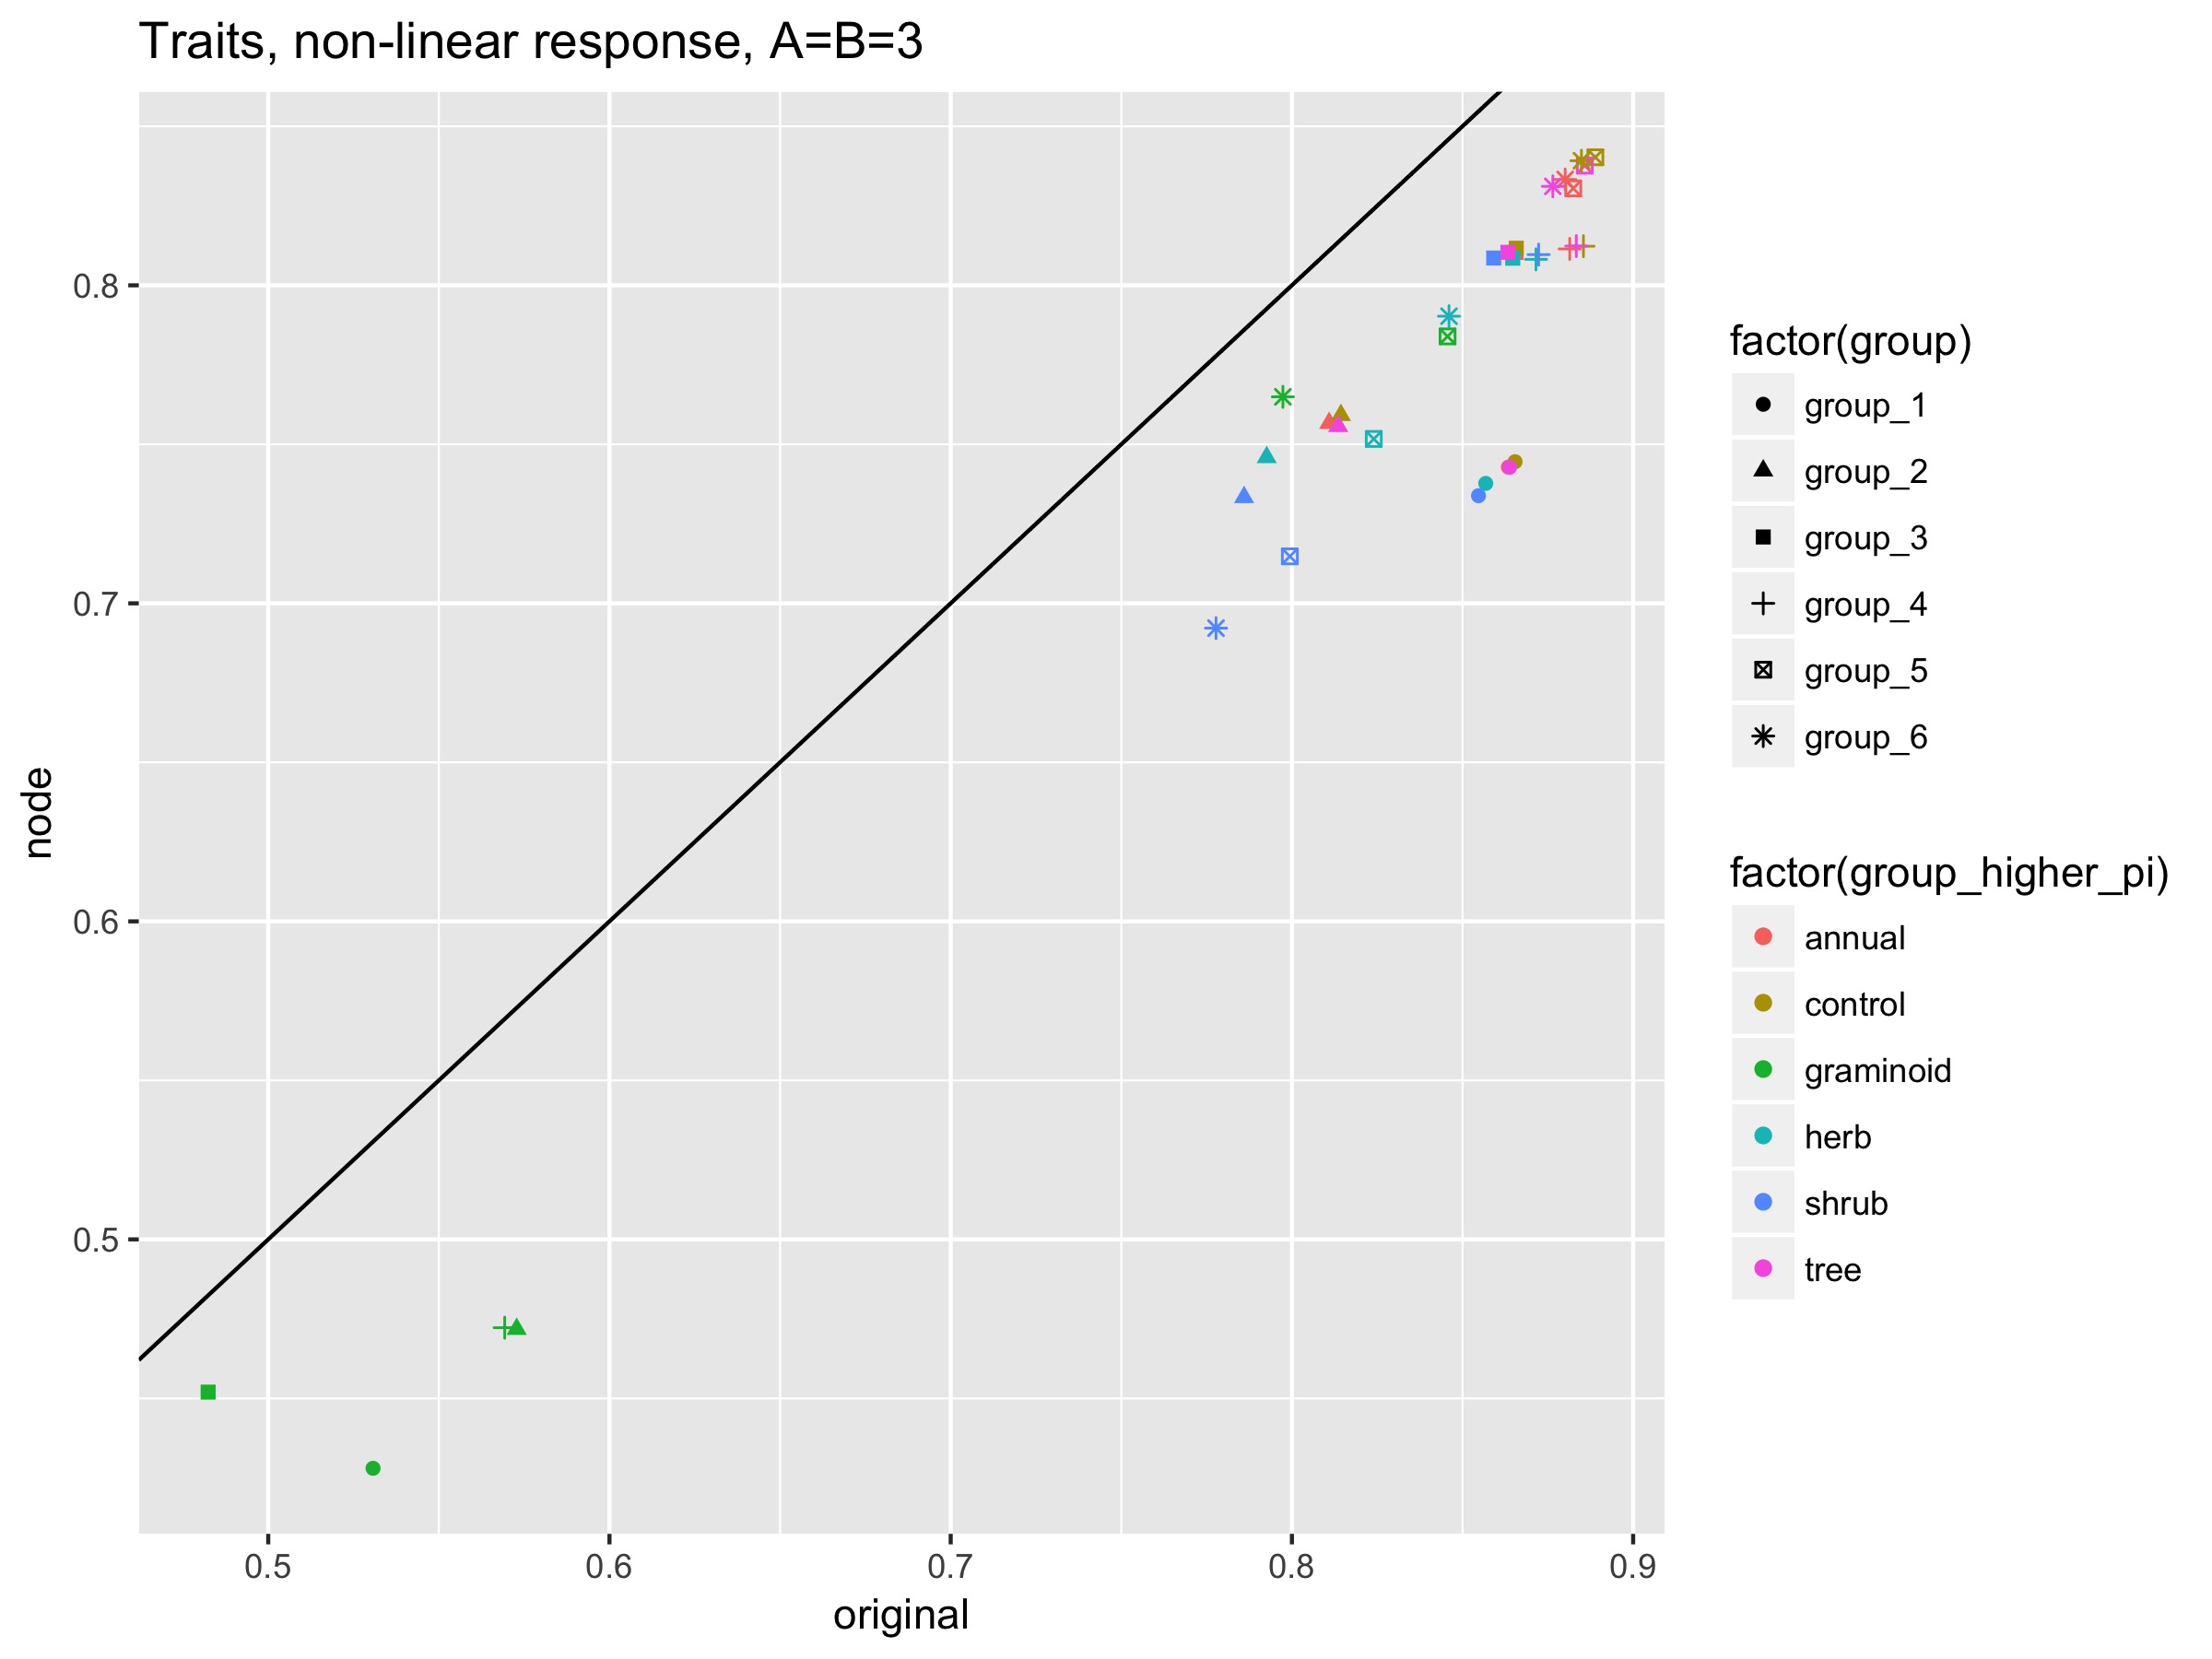 Traits, non-linear response, A=B=3
node
0.8
0.7
0.6
0.5
0.5
0.6
0.7
0.8
0.9
original
factor(group)
group_1
group_2
group_3
group_4
group_5
group_6
factor(group_higher_pi)
annual
control
graminoid
herb
shrub
tree